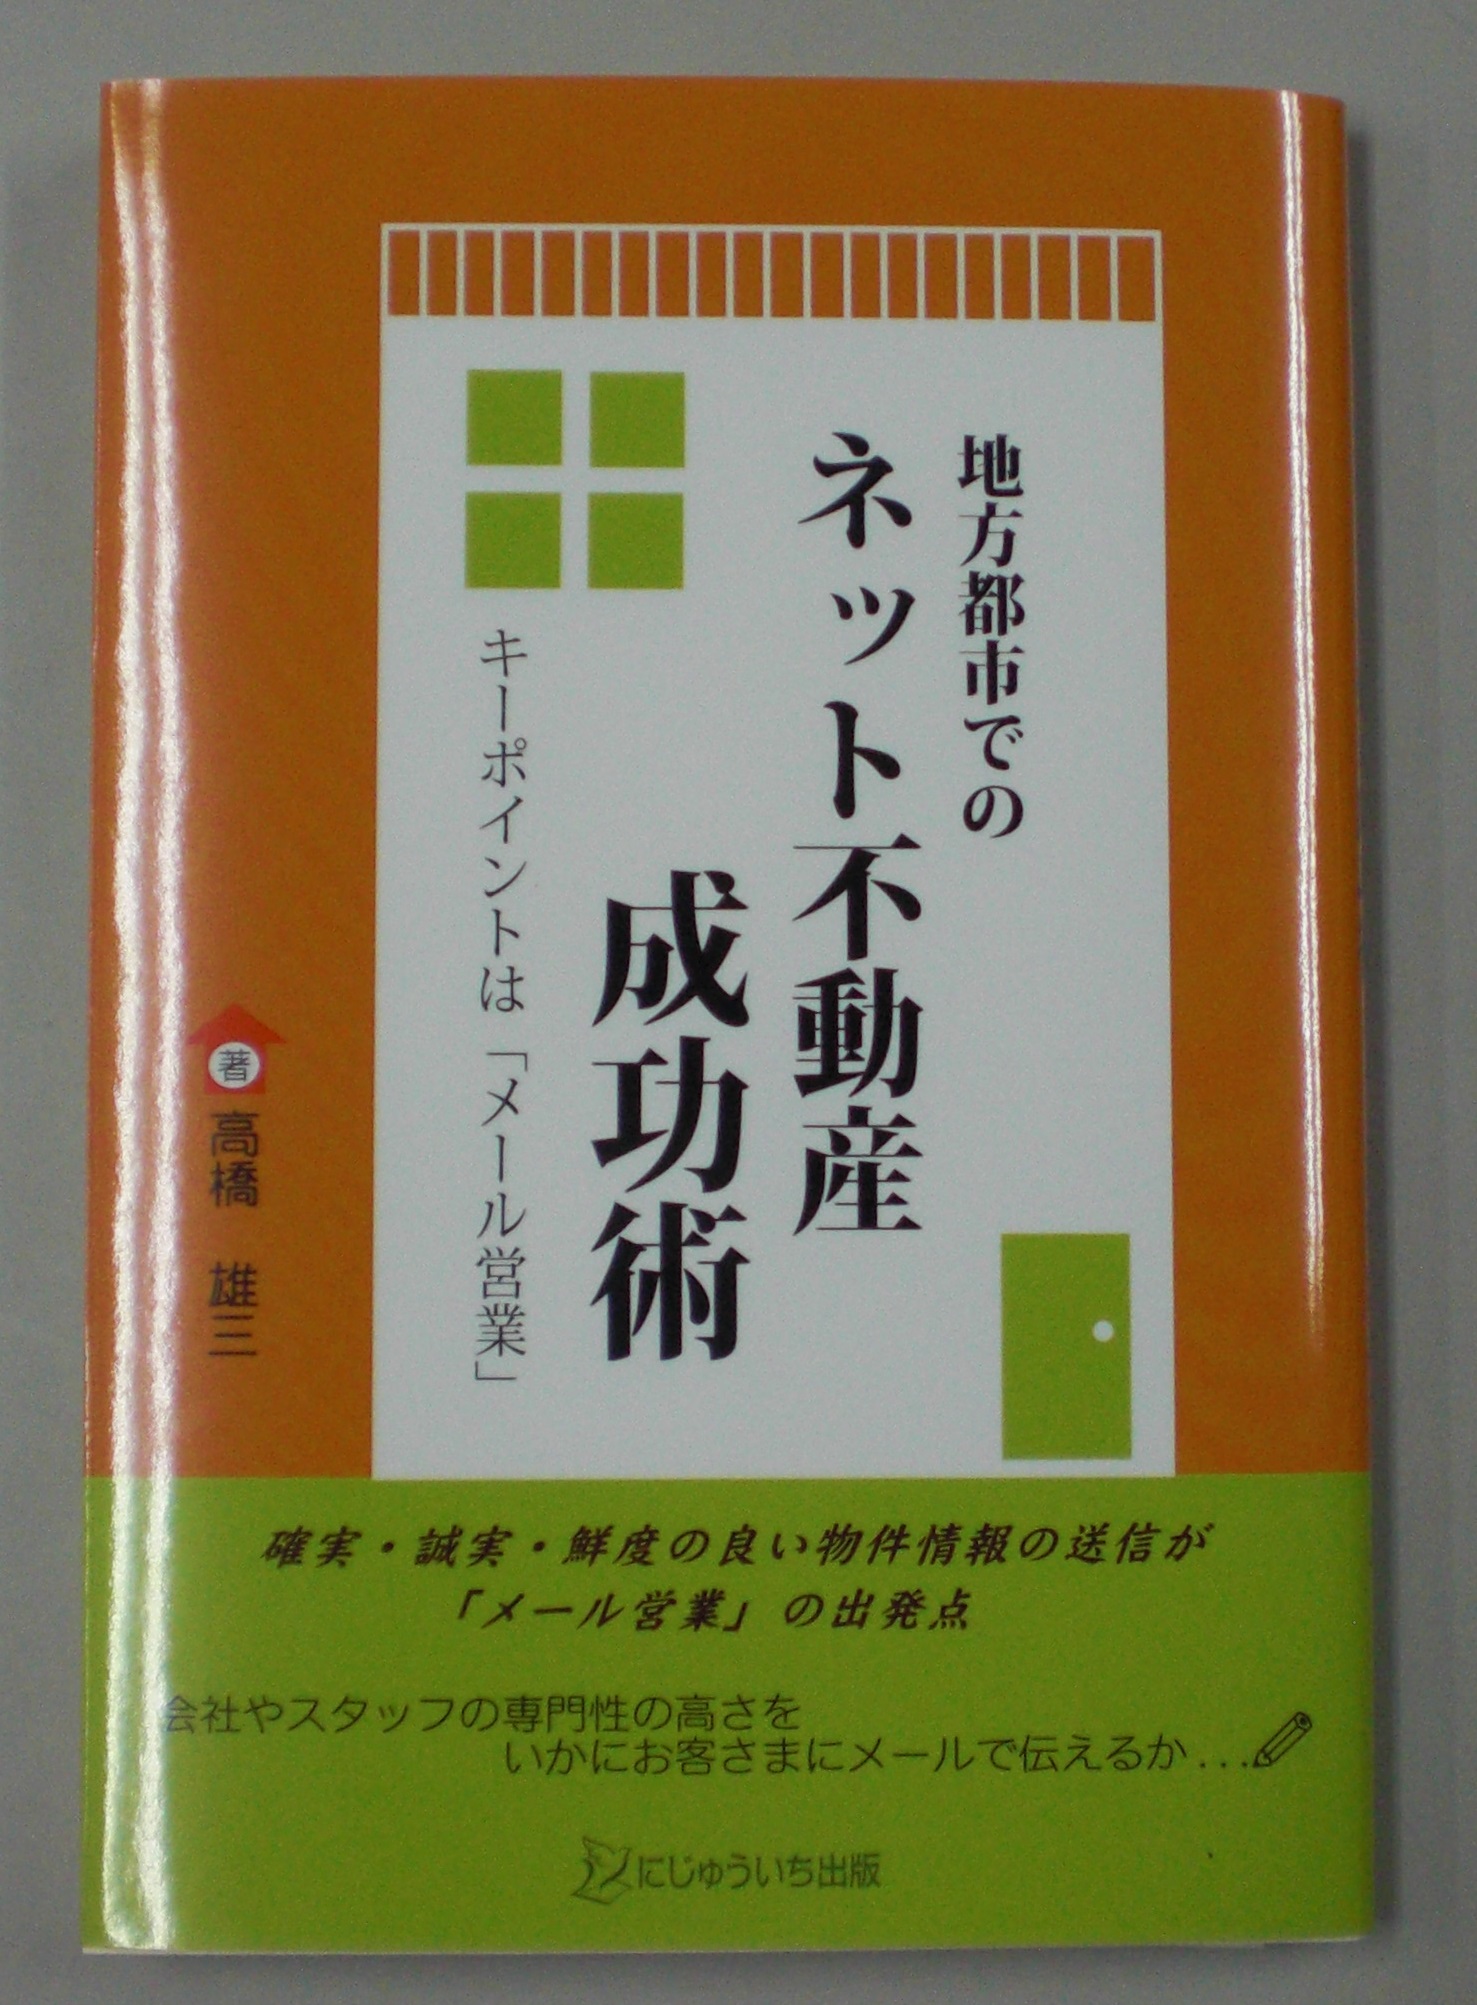 地方都市での
ネット不動産
成功術
キーポイントは「メール営業」
著
高橋 雄三
確実・誠実・鮮度の良い物件情報の送信が
「メール営業」の出発点
会社やスタッフの専門性の高さを
いかにお客さまにメールで伝えるか...
にじゅういち出版